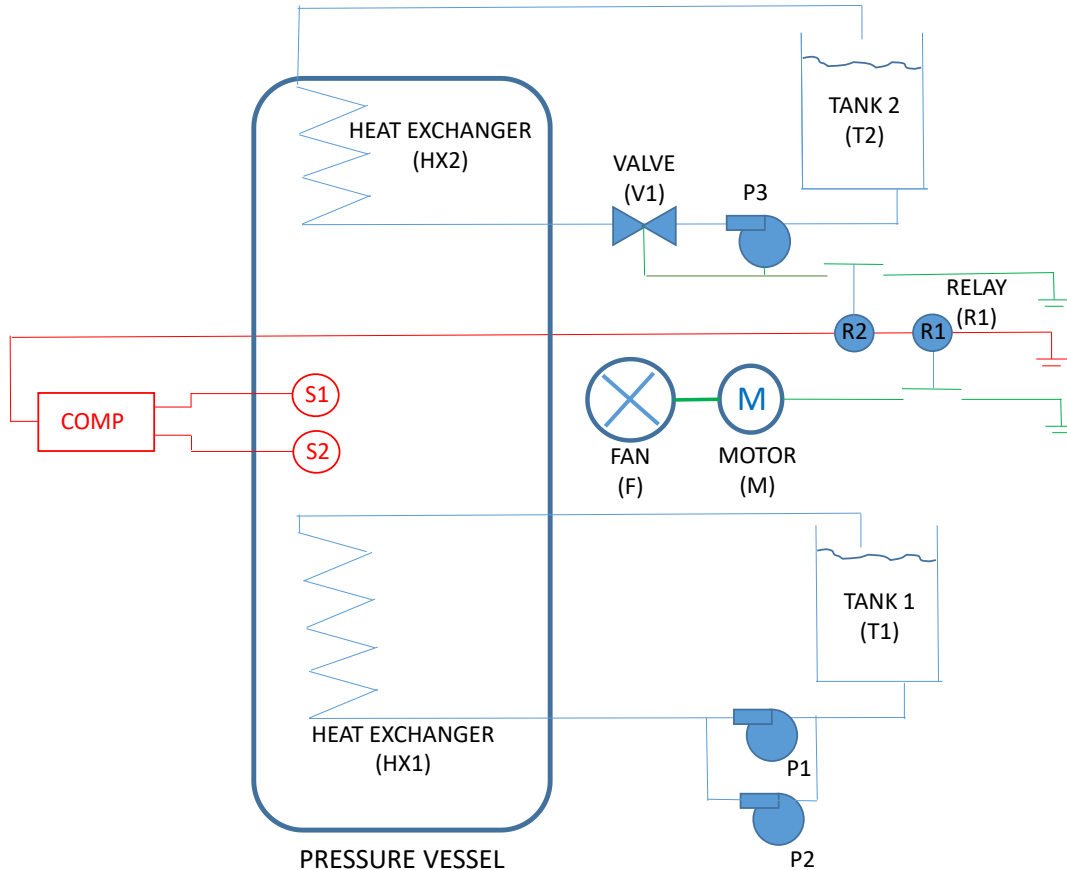 TANK 2
(T2)
HEAT EXCHANGER
(HX2)
VALVE
(V1)
P3
RELAY
(R1)
R2
R1
S1
COMP
S2
M
FAN
(F)
MOTOR
(M)
TANK 1
(T1)
HEAT EXCHANGER
(HX1)
P1
P2
PRESSURE VESSEL